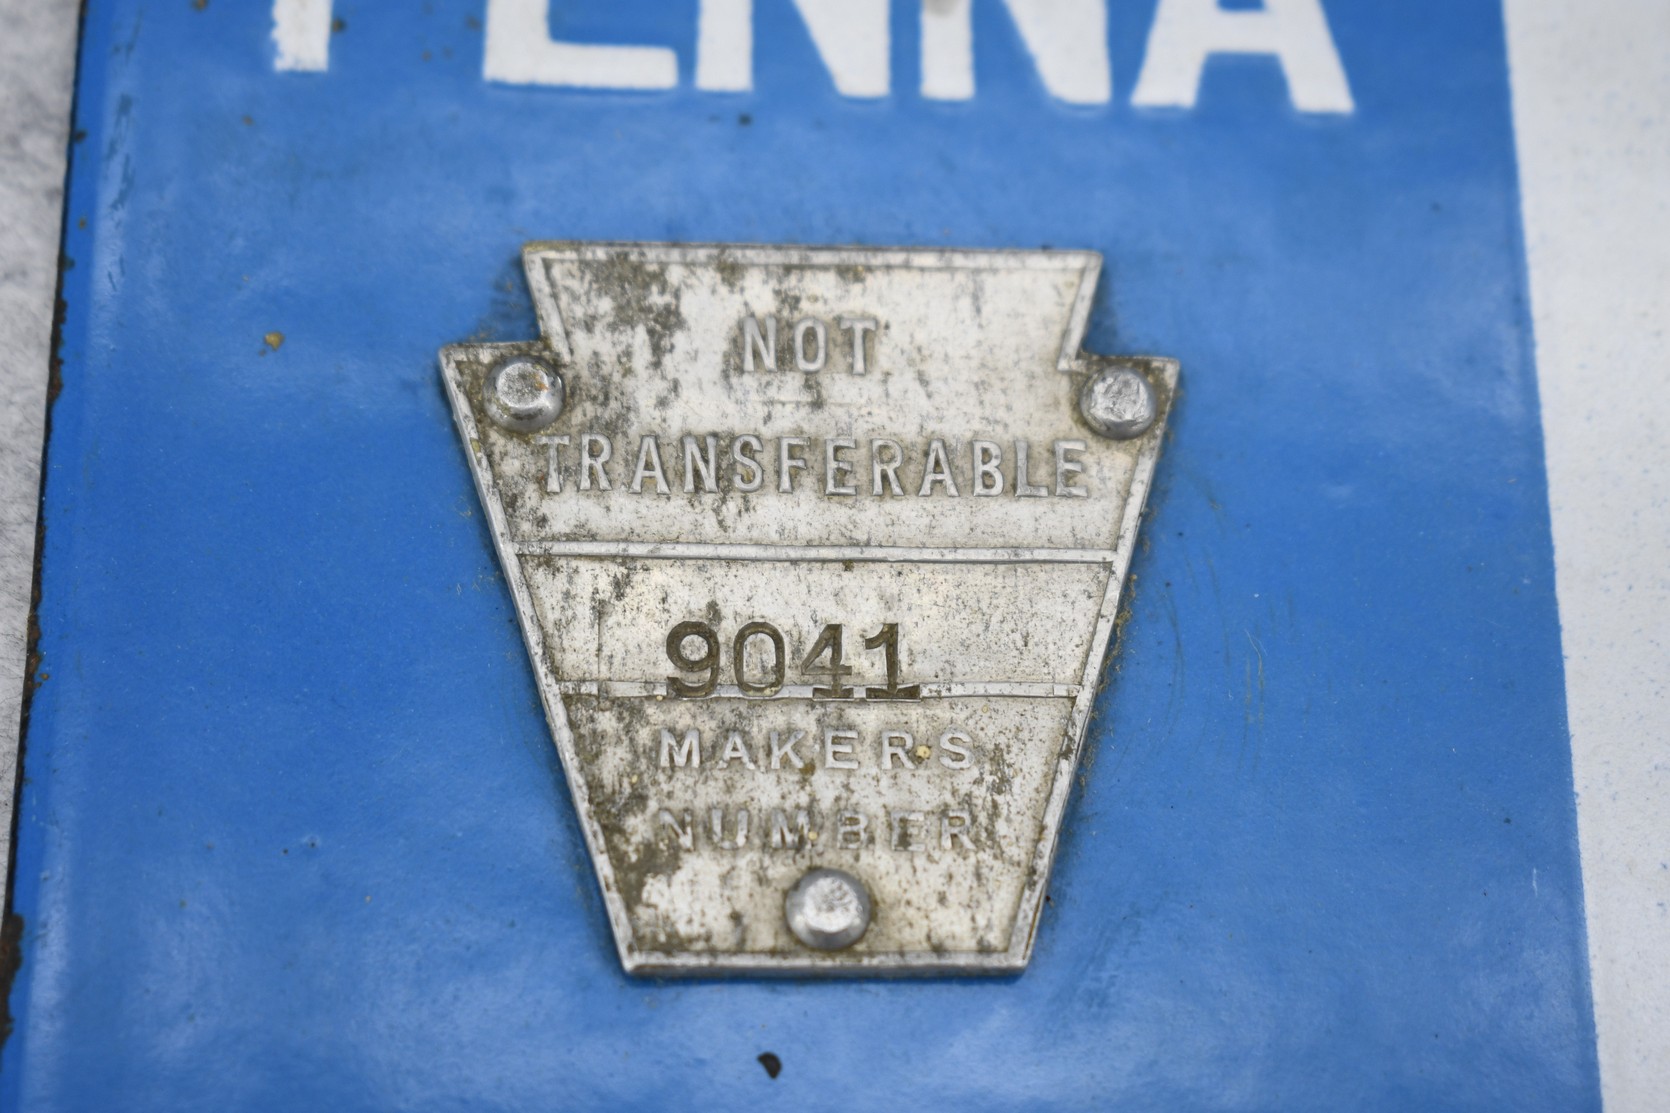 PENNA
NOT
TRANSFERABLE
9041
MAKERS
NUMBER